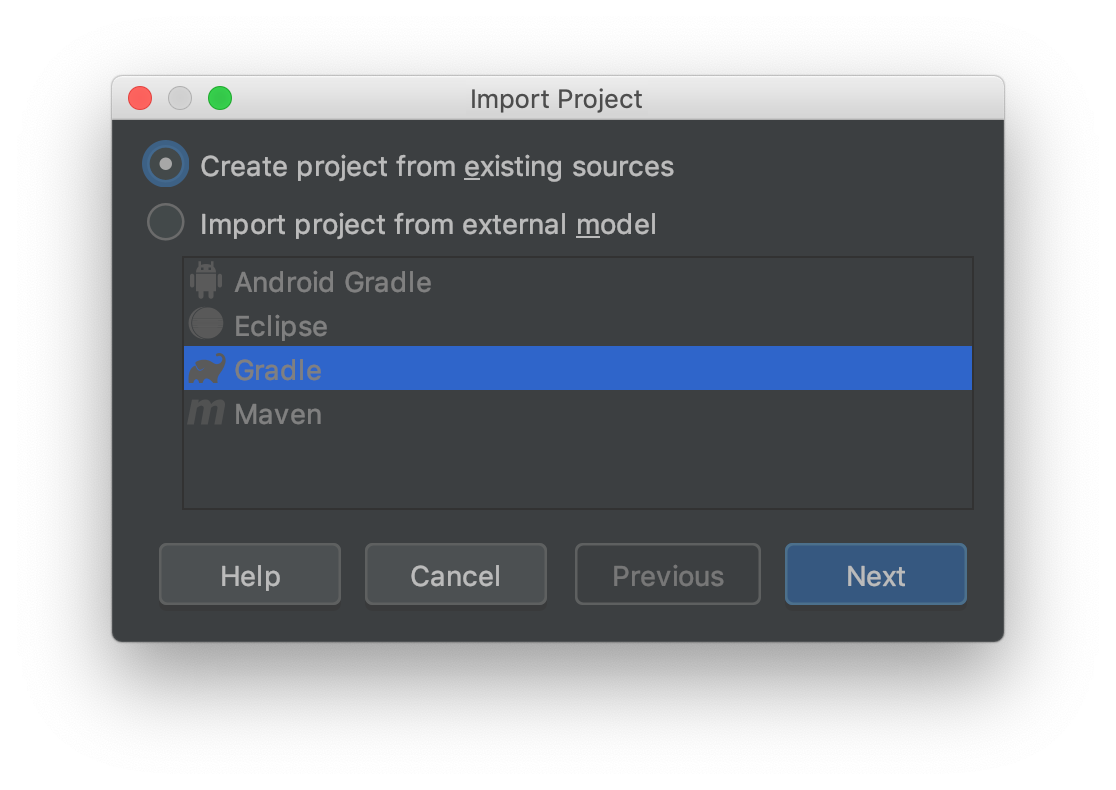 Import Project
Create project from existing sources
Import project from external model
Android Gradle
Eclipse
Gradle
Maven
Help Cancel Previous Next